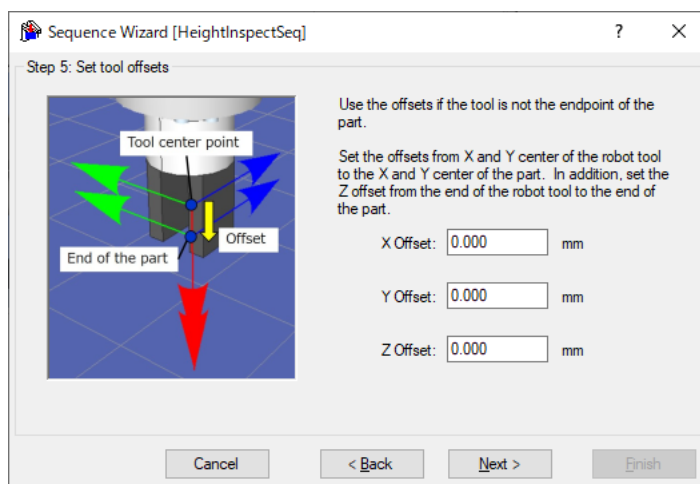 Sequence Wizard [HeightInspectSeq]
?
Step 5: Set tool offsets
Tool center point
Offset
End of the part
Use the offsets if the tool is not the endpoint of the
part.
Set the offsets from X and Y center of the robot tool
to the X and Y center of the part.  In addition, set the
Z offset from the end of the robot tool to the end of
the part.
X Offset: 0.000 mm
Y Offset: 0.000 mm
Z Offset: 0.000 mm
Cancel < Back Next > Finish